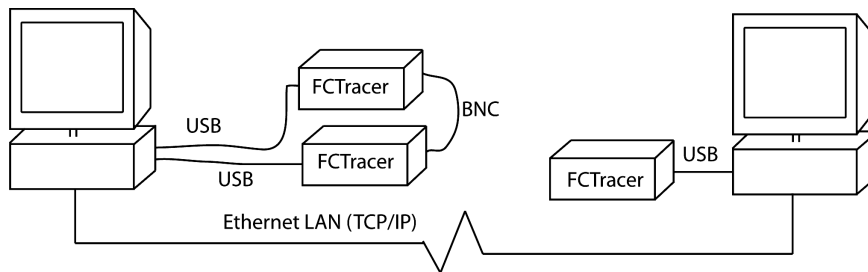 FCTracer
BNC
USB
FCTracer
USB
USB
FCTracer
Ethernet LAN (TCP/IP)